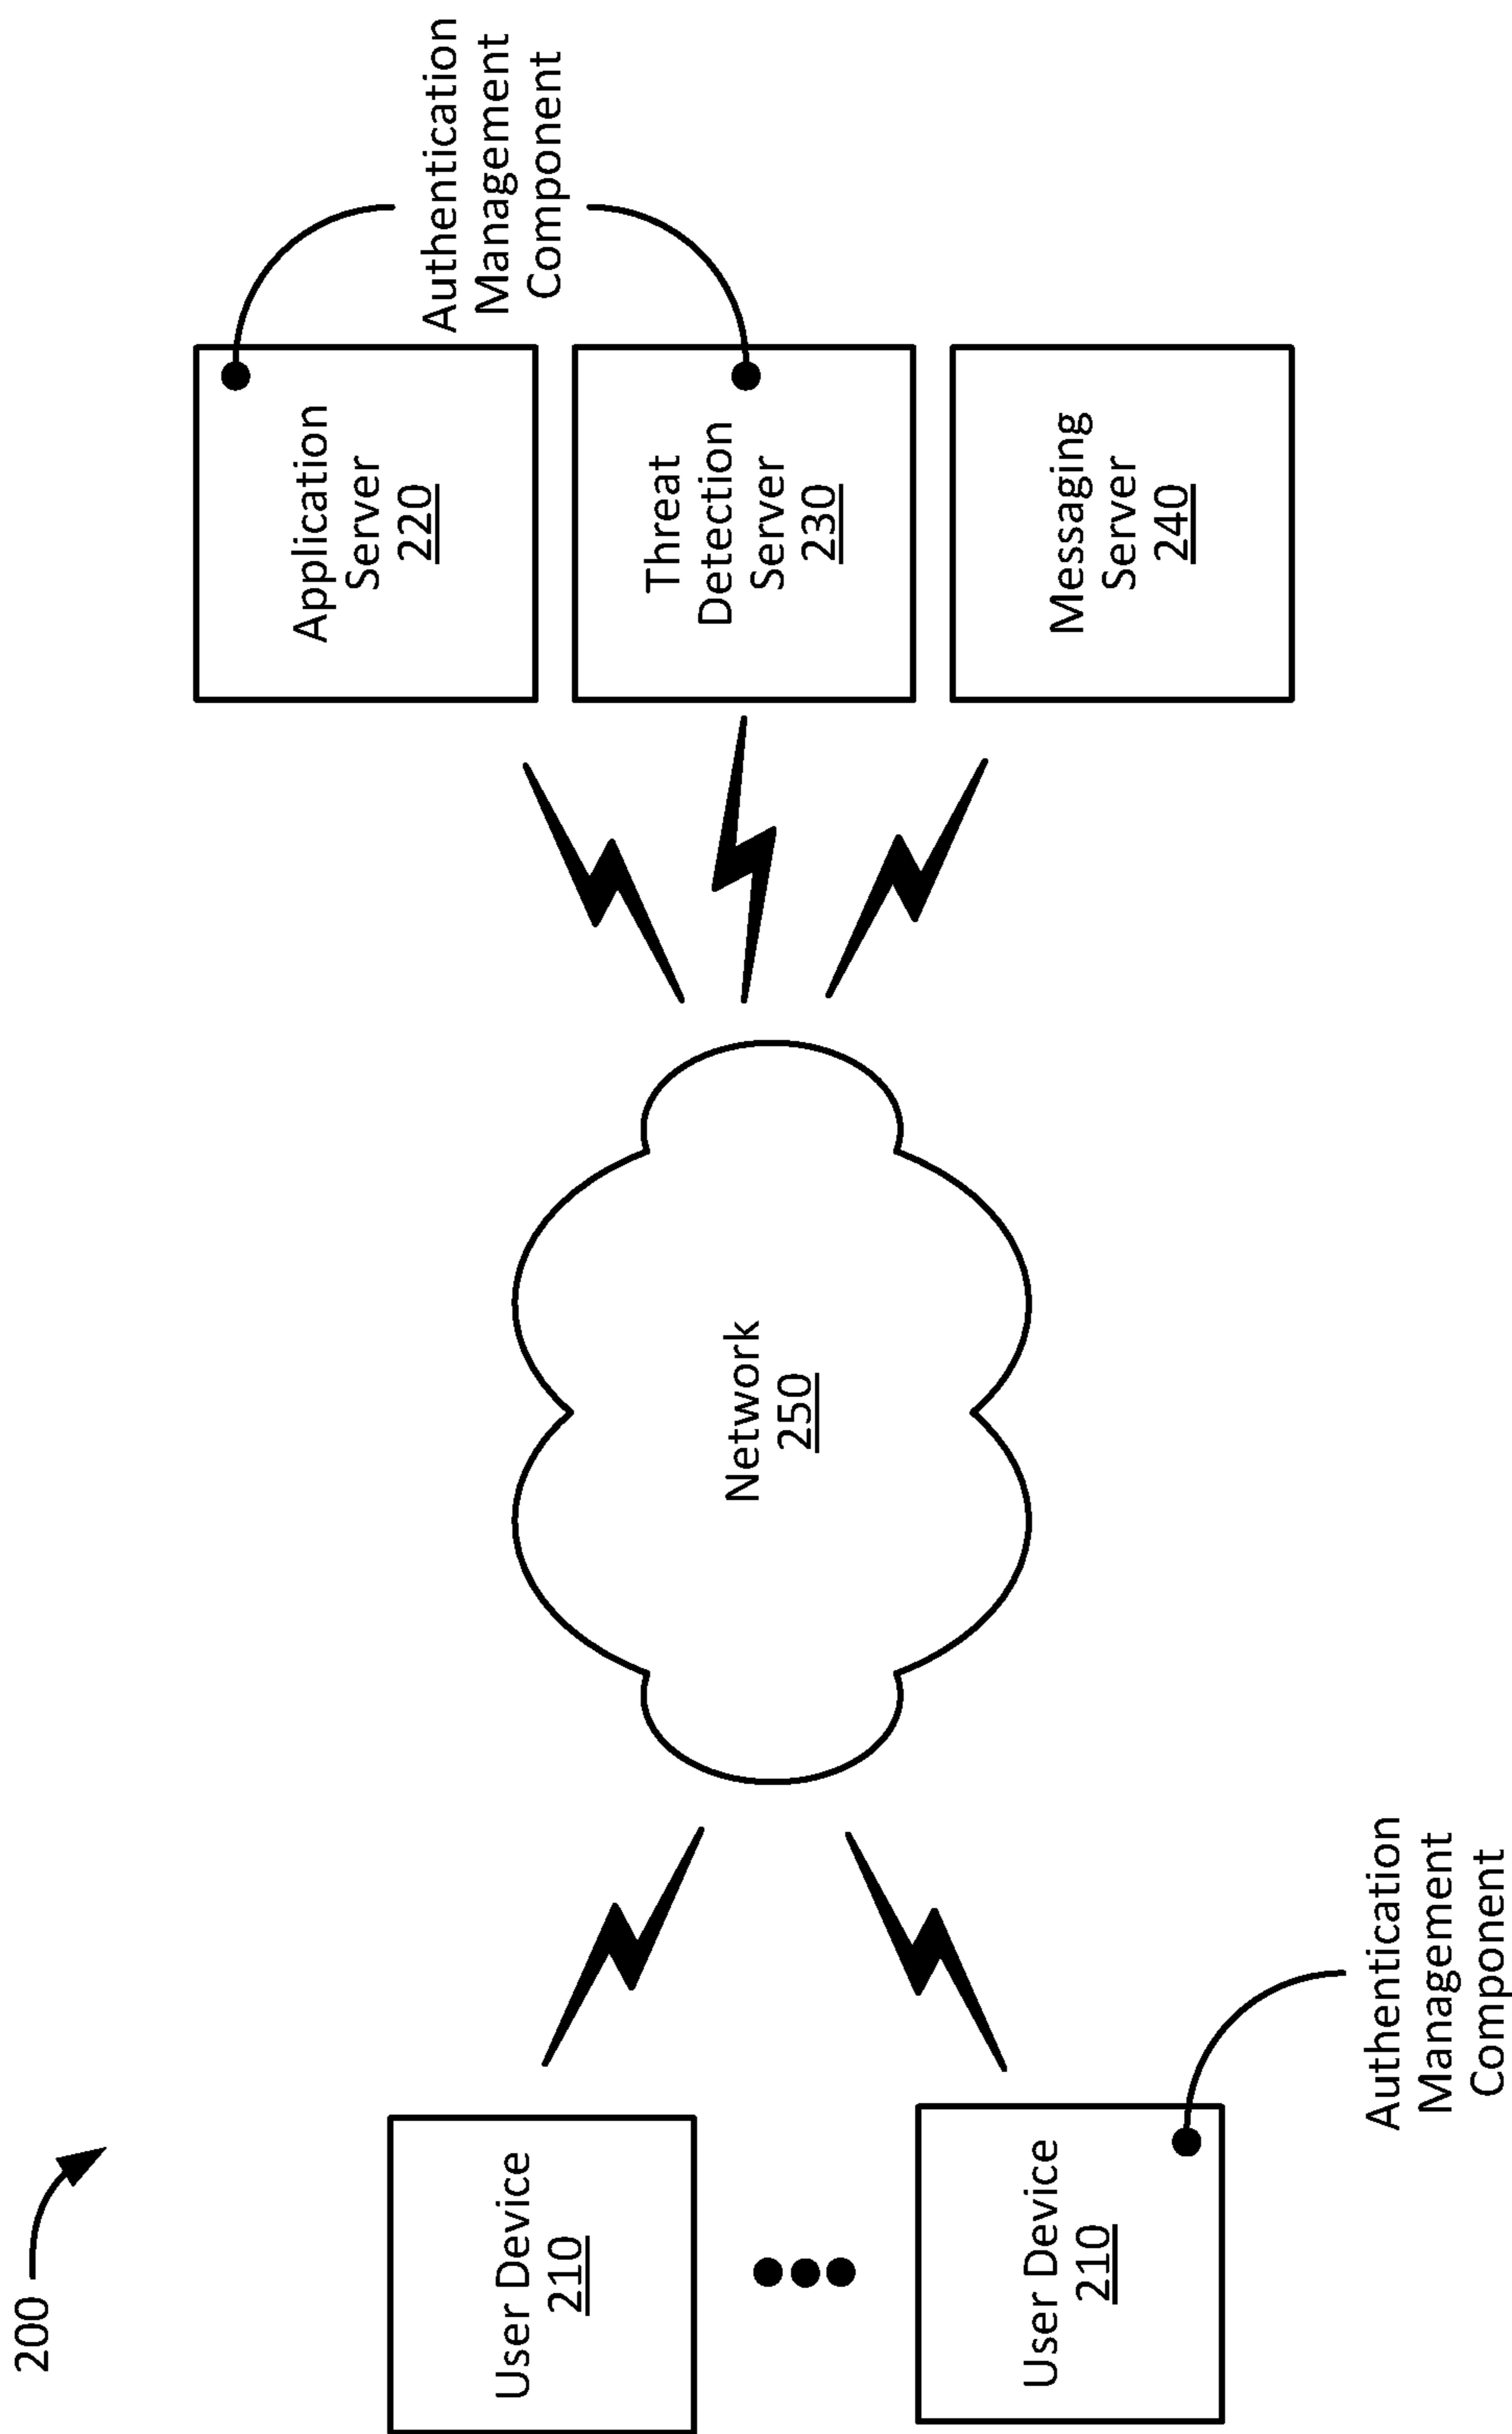 200
User Device
210
User Device
210
Authentication
Management
Component
Network
250
Application
Server
220
Threat
Detection
Server
230
Messaging
Server
240
Authentication
Management
Component